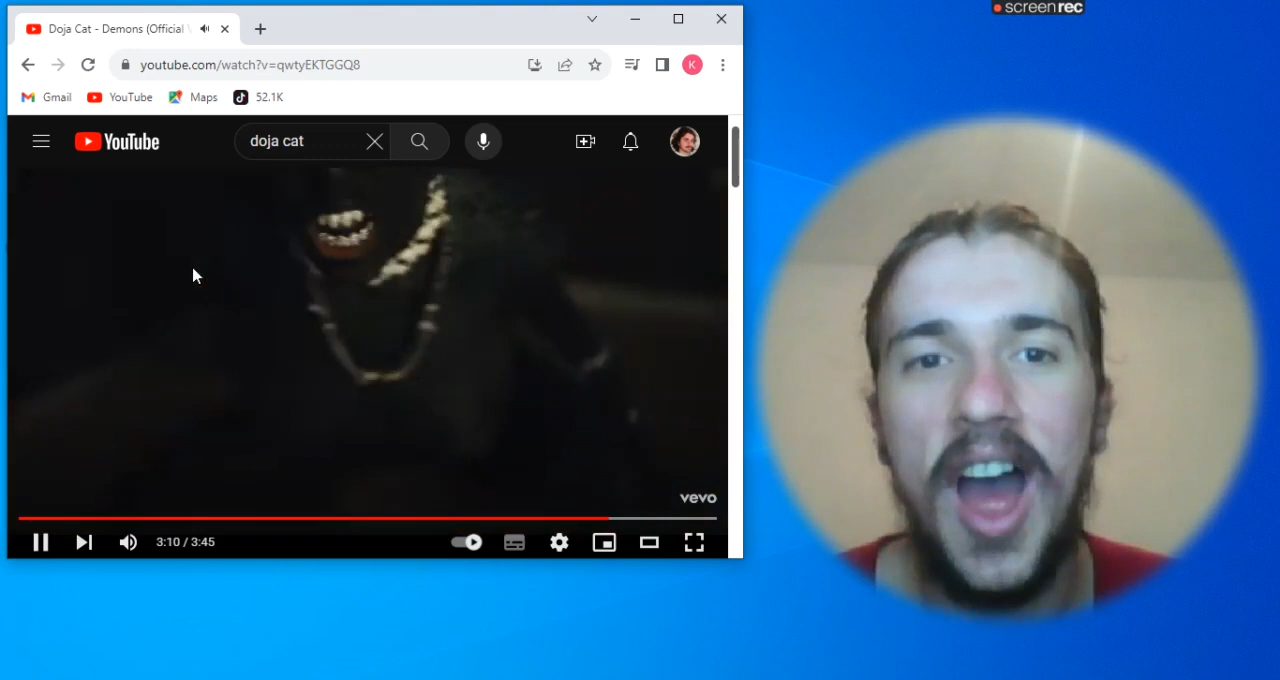 screenrec
Doja Cat - Demons (Official
youtube.com/watch?v=qwtyEKTGGQ8
K
Gmail YouTube Maps 52.1K
YouTube doja cat
vevo
3:10 / 3:45